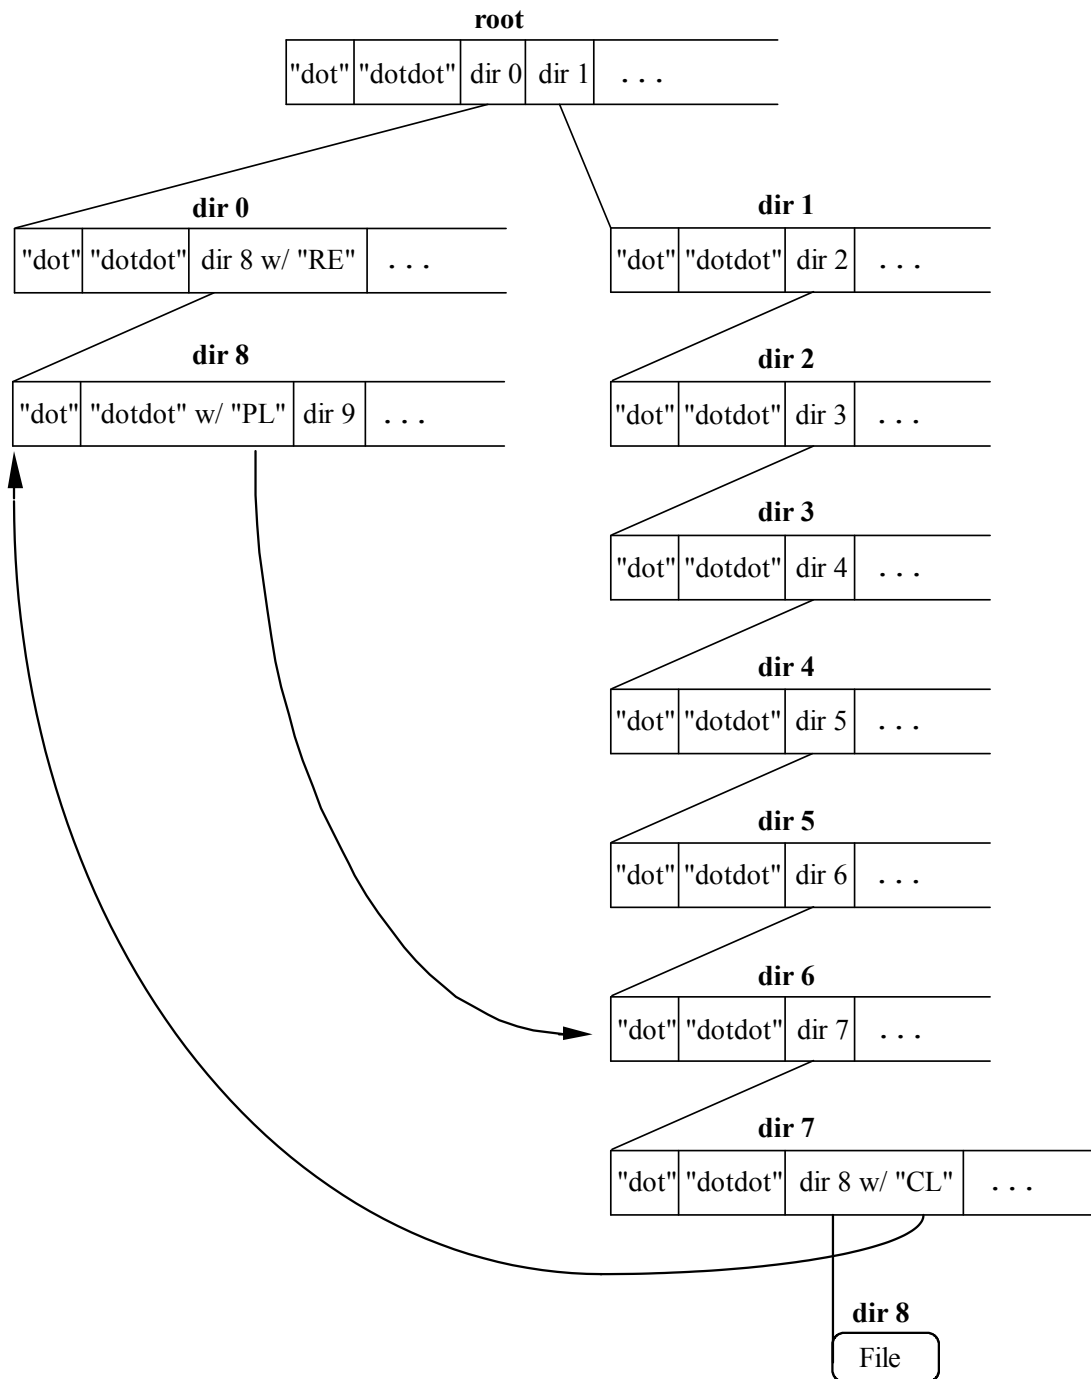 root
"dot" "dotdot" dir 0 dir 1 . . .
dir 0
"dot" "dotdot" dir 8 w/ "RE" . . .
dir 8
"dot" "dotdot" w/ "PL" dir 9 . . .
dir 1
"dot" "dotdot" dir 2 . . .
dir 2
"dot" "dotdot" dir 3 . . .
dir 3
"dot" "dotdot" dir 4 . . .
dir 4
"dot" "dotdot" dir 5 . . .
dir 5
"dot" "dotdot" dir 6 . . .
dir 6
"dot" "dotdot" dir 7 . . .
dir 7
"dot" "dotdot" dir 8 w/ "CL" . . .
dir 8
File